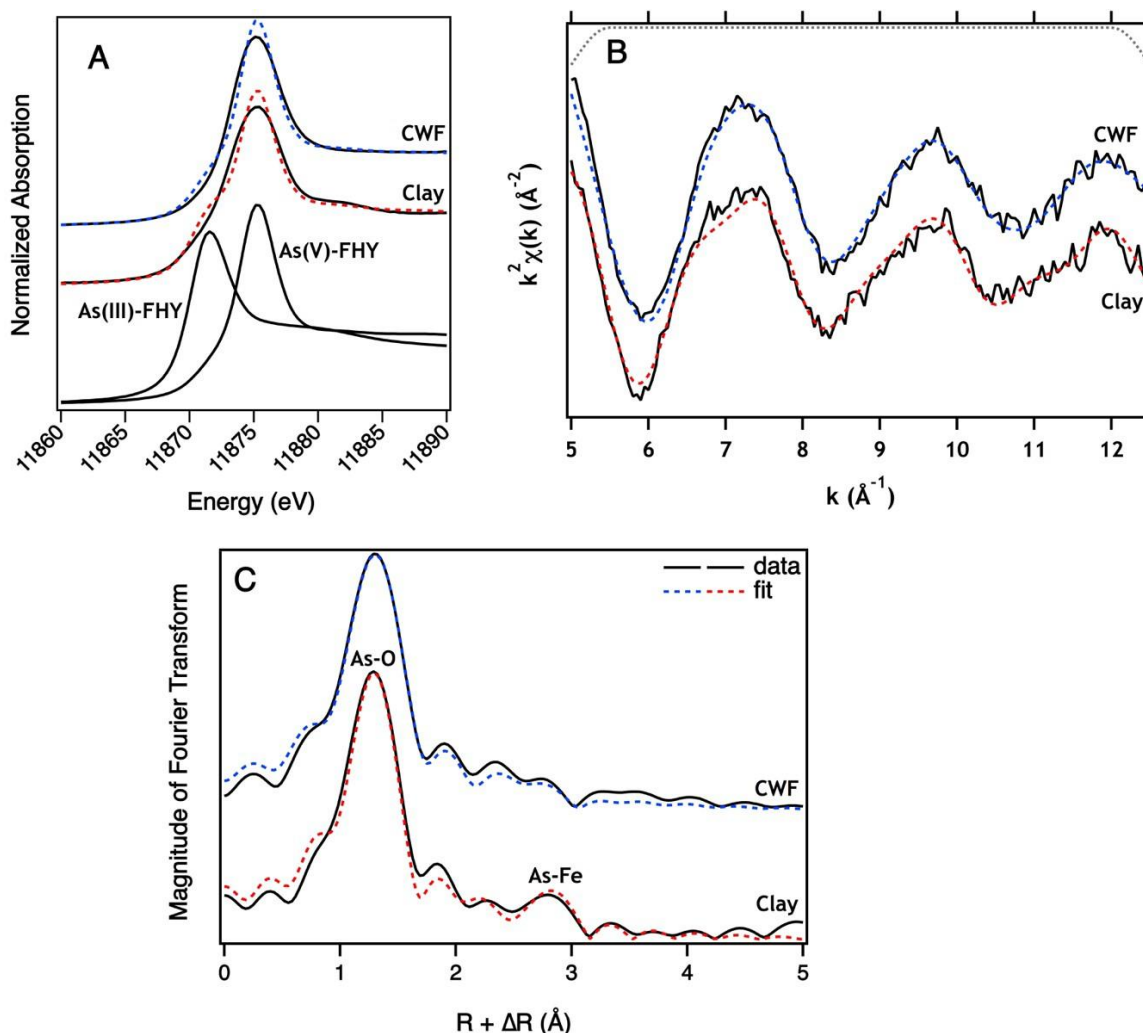 A
CWF
Clay
As(V)-FHY
As(III)-FHY
Normalized Absorption
11860
11865
11870
11875
11880
11885
11890
Energy (eV)
B
CWF
Clay
k²χ(k) (Å⁻²)
5 6 7 8 9 10 11 12
k (Å⁻¹)
C
data
fit
As-O
CWF
As-Fe
Clay
Magnitude of Fourier Transform
0 1 2 3 4 5
R + ΔR (Å)